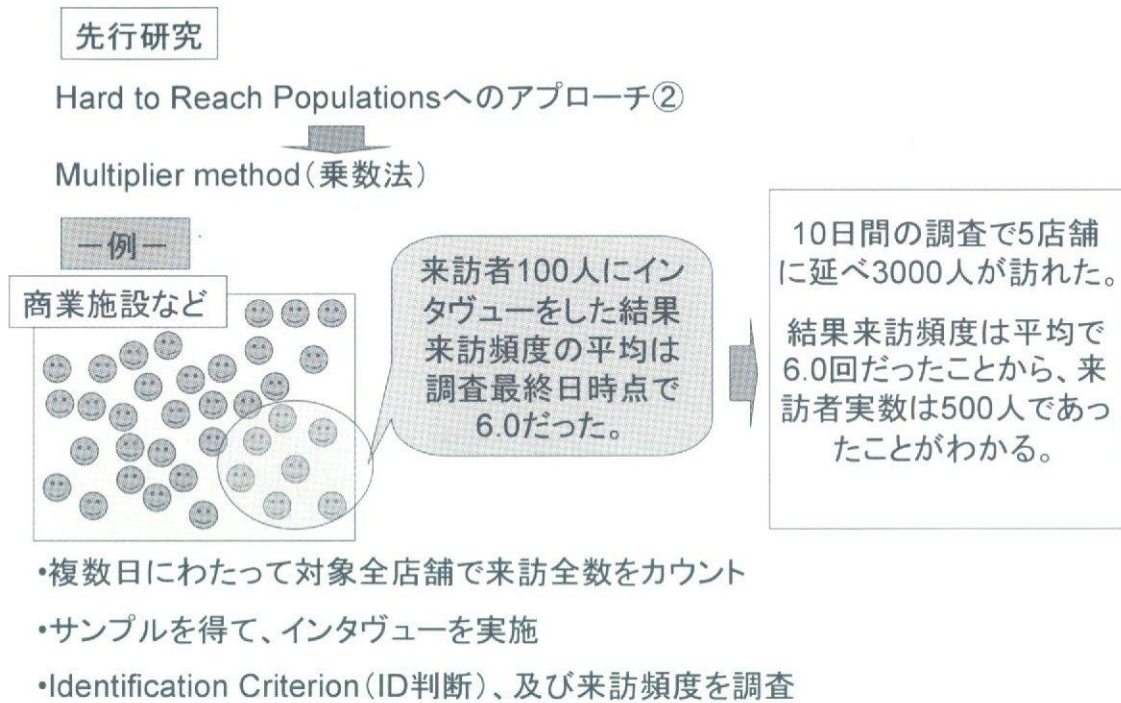 先行研究
Hard to Reach Populationsへのアプローチ②
Multiplier method(乗数法)
－例－
商業施設など
来訪者100人にイン
タヴューをした結果
来訪頻度の平均は
調査最終日時点で
6.0だった。
10日間の調査で5店舗
に延べ3000人が訪れた。
結果来訪頻度は平均で
6.0回だったことから、来
訪者実数は500人であっ
たことがわかる。
•複数日にわたって対象全店舗で来訪全数をカウント
•サンプルを得て、インタヴューを実施
•Identification Criterion(ID判断)、及び来訪頻度を調査